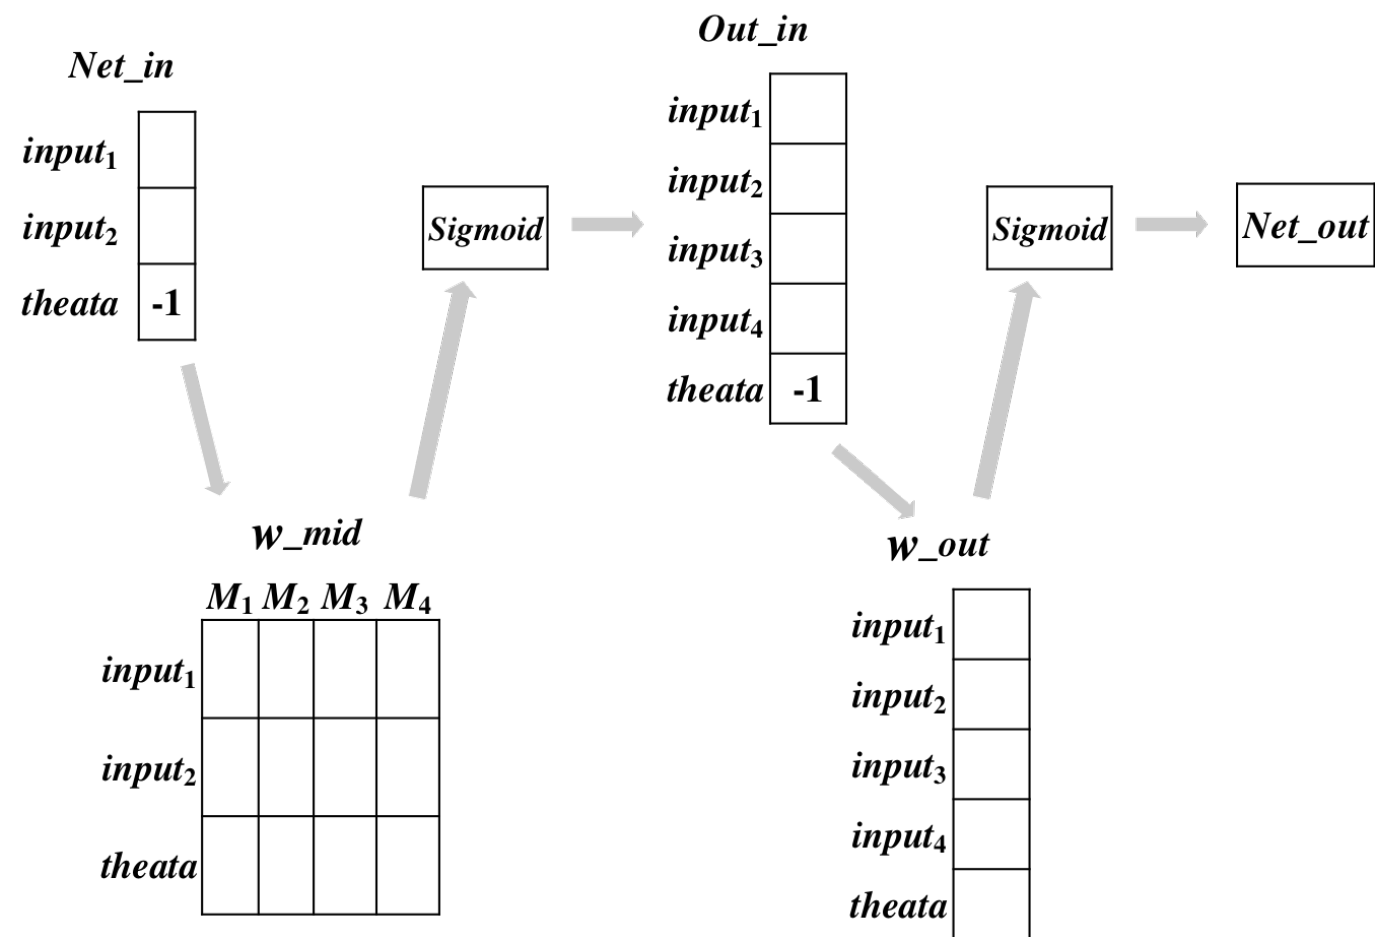 Net_in
input1
input2
theata -1
Sigmoid
Out_in
input1
input2
input3
input4
theata -1
Sigmoid
Net_out
w_mid
M1 M2 M3 M4
input1
input2
theata
w_out
input1
input2
input3
input4
theata